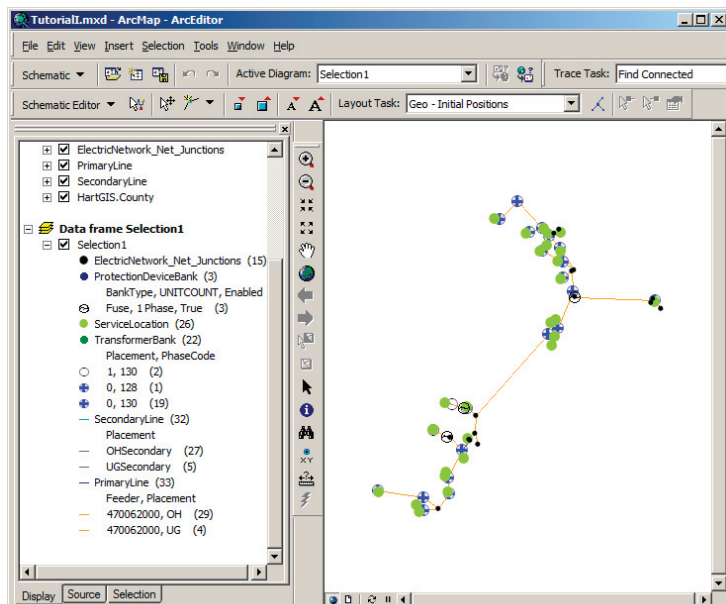 TutorialI.mxd - ArcMap - ArcEditor
File Edit View Insert Selection Tools Window Help
Schematic Active Diagram: Selection1 Trace Task: Find Connected
Schematic Editor Layout Task: Geo - Initial Positions
ElectricNetwork_Net_Junctions
PrimaryLine
SecondaryLine
HartGIS.County
Data frame Selection1
Selection1
ElectricNetwork_Net_Junctions (15)
ProtectionDeviceBank (3)
BankType, UNITCOUNT, Enabled
Fuse, 1 Phase, True (3)
ServiceLocation (26)
TransformerBank (22)
Placement, PhaseCode
1, 130 (2)
0, 128 (1)
0, 130 (19)
SecondaryLine (32)
Placement
OHSecondary (27)
UGSecondary (5)
PrimaryLine (33)
Feeder, Placement
470062000, OH (29)
470062000, UG (4)
Display Source Selection
XY